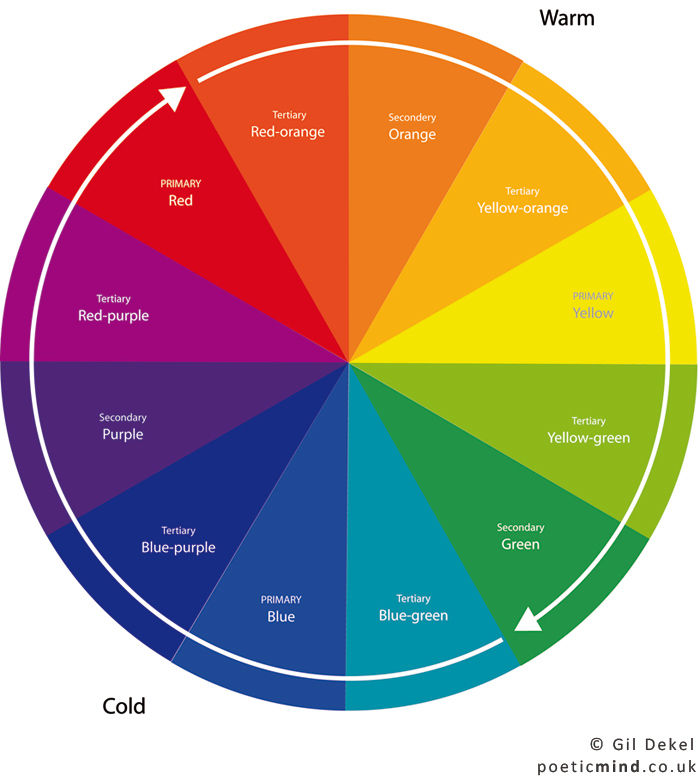 Warm
Tertiary
Red-orange
Secondery
Orange
Tertiary
Yellow-orange
PRIMARY
Yellow
Tertiary
Yellow-green
Secondary
Green
Tertiary
Blue-green
PRIMARY
Blue
Tertiary
Blue-purple
Secondary
Purple
Tertiary
Red-purple
PRIMARY
Red
Cold
© Gil Dekel
poeticmind.co.uk